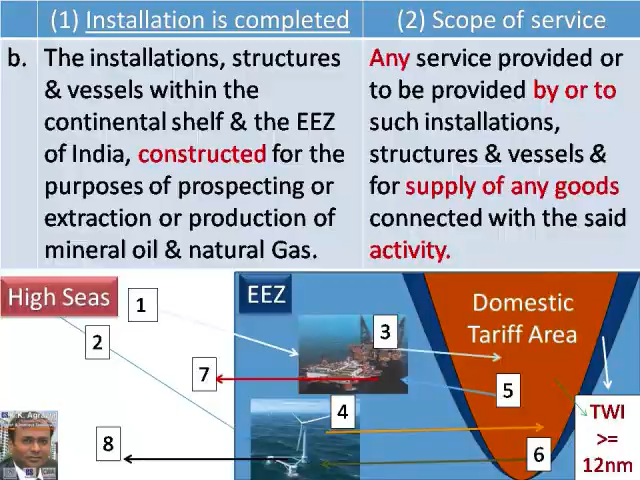 (1) Installation is completed
(2) Scope of service
b. The installations, structures
& vessels within the
continental shelf & the EEZ
of India, constructed for the
purposes of prospecting or
extraction or production of
mineral oil & natural Gas.
Any service provided or
to be provided by or to
such installations,
structures & vessels &
for supply of any goods
connected with the said
activity.
High Seas
1
2
EEZ
Domestic
Tariff Area
3
7
5
4
8
6
TWI
>=
12nm